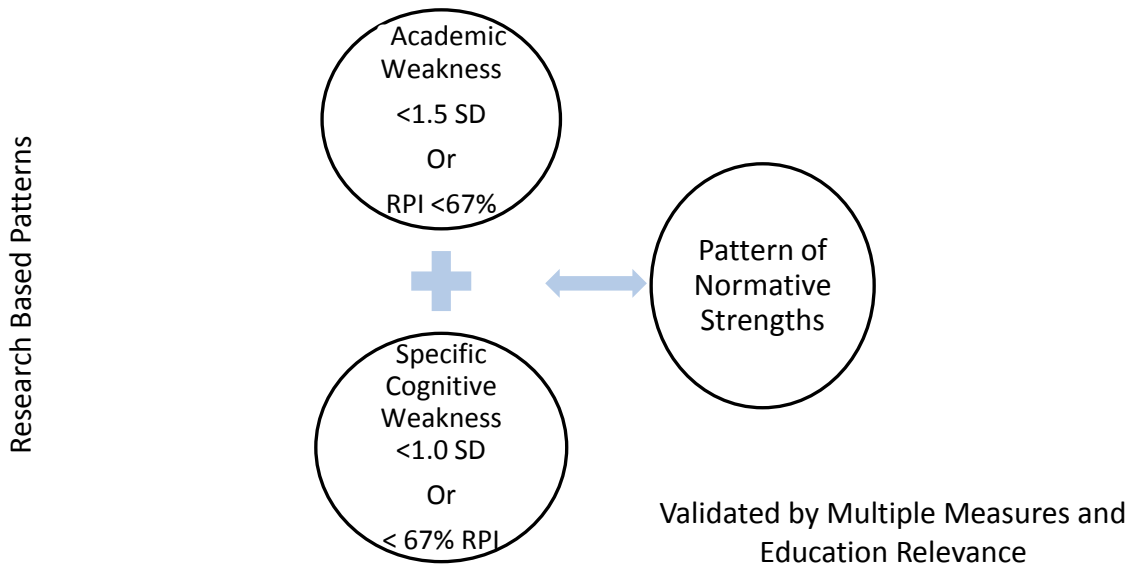 Research Based Patterns
Academic
Weakness
<1.5 SD
Or
RPI <67%
Specific
Cognitive
Weakness
<1.0 SD
Or
< 67% RPI
Pattern of
Normative
Strengths
Validated by Multiple Measures and
Education Relevance